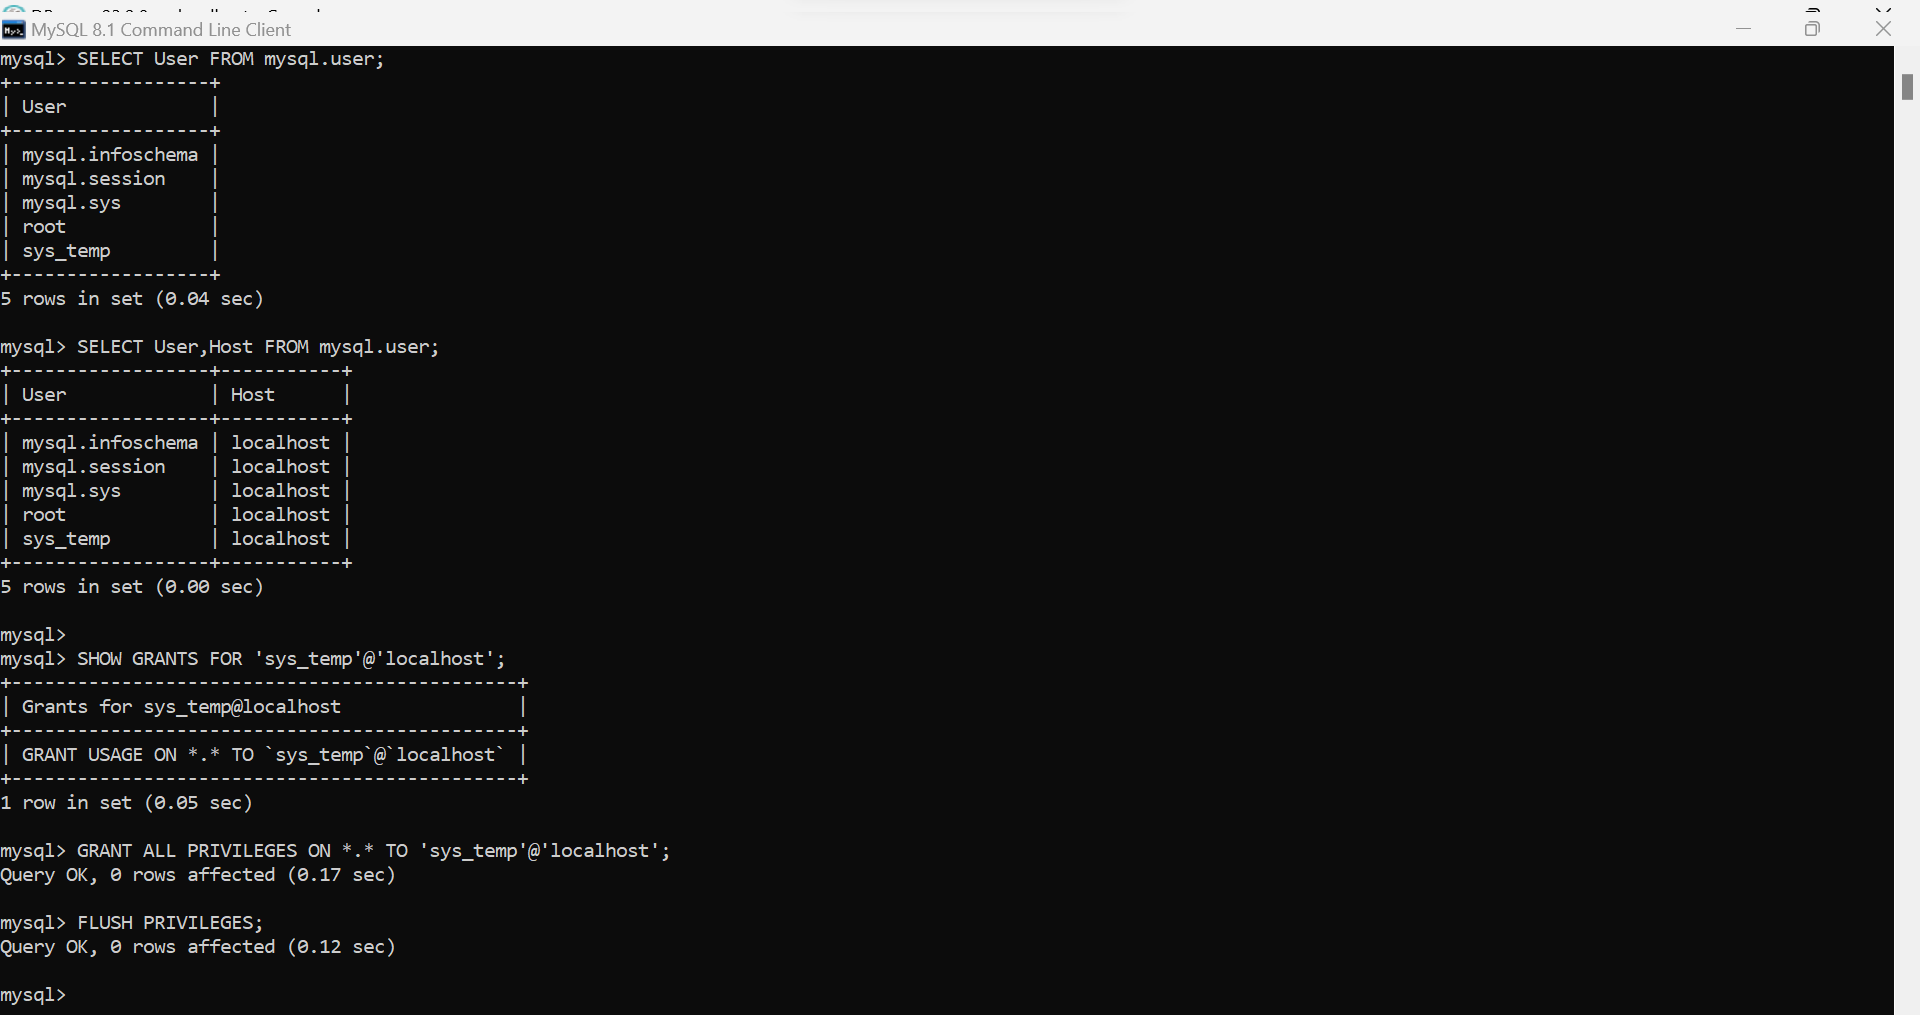 MySQL 8.1 Command Line Client
mysql> SELECT User FROM mysql.user;
+------------------+
| User             |
+------------------+
| mysql.infoschema |
| mysql.session    |
| mysql.sys        |
| root             |
| sys_temp         |
+------------------+
5 rows in set (0.04 sec)

mysql> SELECT User,Host FROM mysql.user;
+------------------+-----------+
| User             | Host      |
+------------------+-----------+
| mysql.infoschema | localhost |
| mysql.session    | localhost |
| mysql.sys        | localhost |
| root             | localhost |
| sys_temp         | localhost |
+------------------+-----------+
5 rows in set (0.00 sec)

mysql>
mysql> SHOW GRANTS FOR 'sys_temp'@'localhost';
+----------------------------------------------+
| Grants for sys_temp@localhost                |
+----------------------------------------------+
| GRANT USAGE ON *.* TO `sys_temp`@`localhost` |
+----------------------------------------------+
1 row in set (0.05 sec)

mysql> GRANT ALL PRIVILEGES ON *.* TO 'sys_temp'@'localhost';
Query OK, 0 rows affected (0.17 sec)

mysql> FLUSH PRIVILEGES;
Query OK, 0 rows affected (0.12 sec)

mysql>